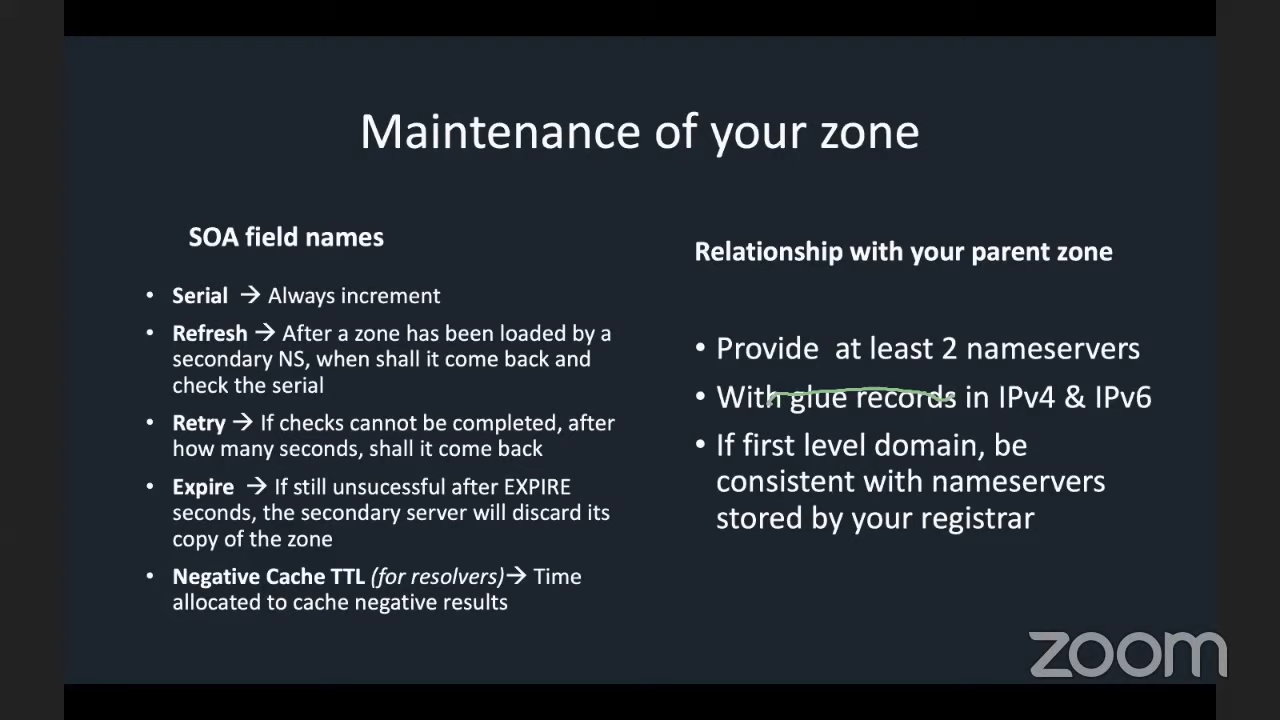 Maintenance of your zone
SOA field names
• Serial → Always increment
• Refresh → After a zone has been loaded by a
secondary NS, when shall it come back and
check the serial
• Retry → If checks cannot be completed, after
how many seconds, shall it come back
• Expire → If still unsucessful after EXPIRE
seconds, the secondary server will discard its
copy of the zone
• Negative Cache TTL (for resolvers)→ Time
allocated to cache negative results
Relationship with your parent zone
• Provide at least 2 nameservers
• With glue records in IPv4 & IPv6
• If first level domain, be
consistent with nameservers
stored by your registrar
zoom